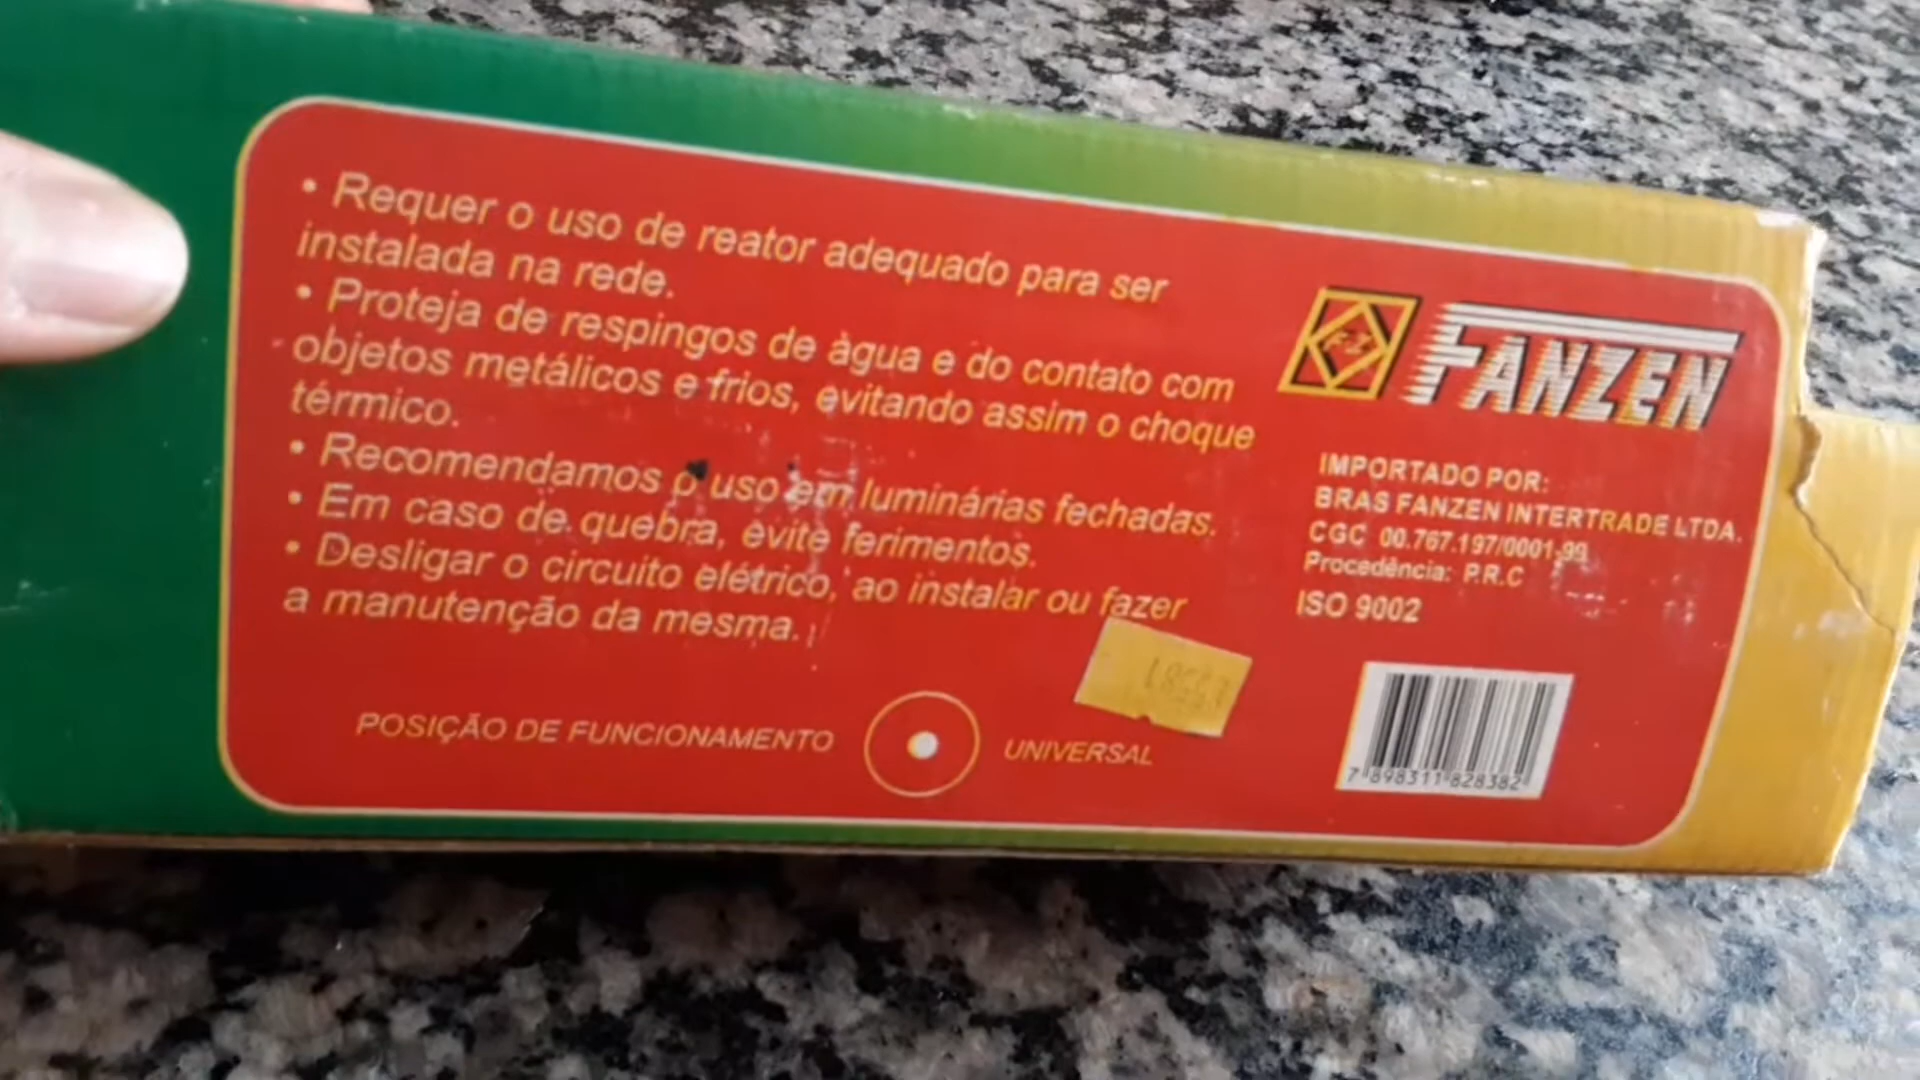 • Requer o uso de reator adequado para ser
instalada na rede.
• Proteja de respingos de àgua e do contato com
objetos metálicos e frios, evitando assim o choque
térmico.
• Recomendamos o uso em luminárias fechadas.
• Em caso de quebra, evite ferimentos.
• Desligar o circuito elétrico, ao instalar ou fazer
a manutenção da mesma.
POSIÇÃO DE FUNCIONAMENTO
UNIVERSAL
FZ
FANZEN
IMPORTADO POR:
BRAS FANZEN INTERTRADE LTDA.
CGC 00.767.197/0001-99
Procedência: P.R.C
ISO 9002
7 898311 828382